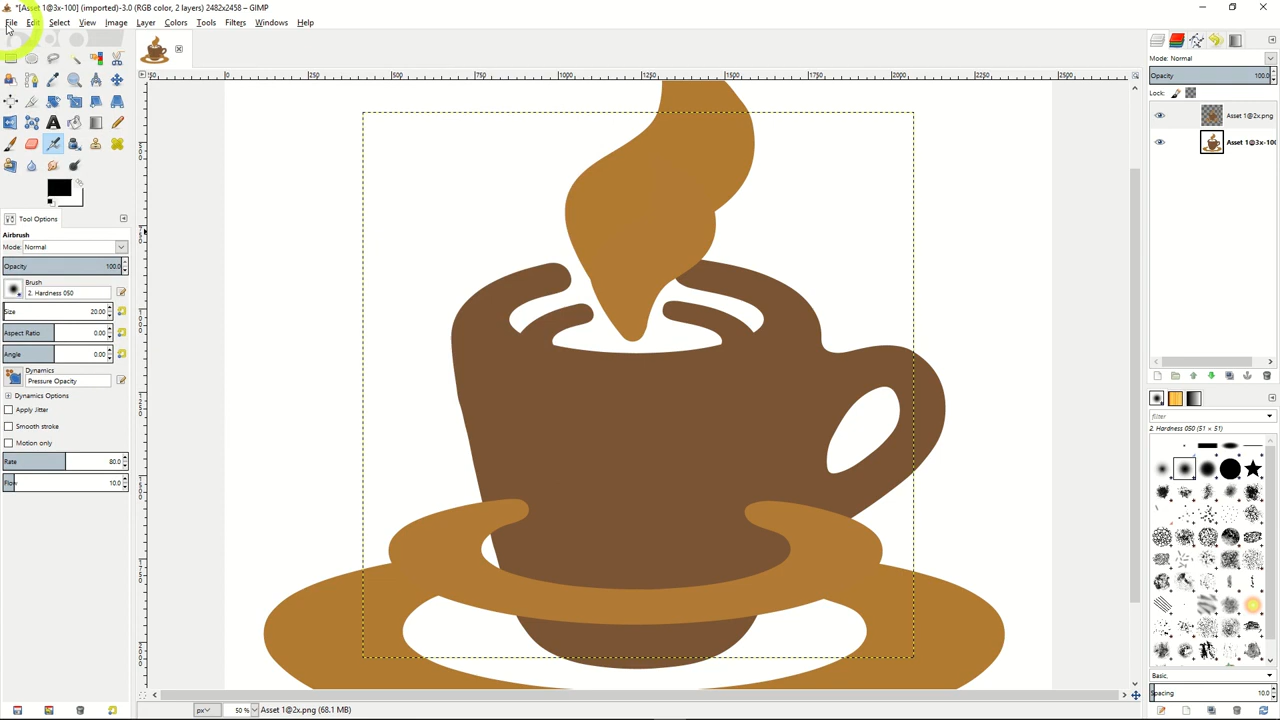 *[Asset 1@3x-100] (imported)-3.0 (RGB color, 2 layers) 2482x2458 – GIMP
File Edit Select View Image Layer Colors Tools Filters Windows Help
Mode: Normal
Opacity 100.0
Lock:
Asset 1@2x.png
Asset 1@3x-100
0 250 500 750 1000 1250 1500 1750 2000 2250 2500
Tool Options
Airbrush
Mode: Normal
Opacity 100.0
Brush
2. Hardness 050
Size 20.00
Aspect Ratio 0.00
Angle 0.00
Dynamics
Pressure Opacity
Dynamics Options
Apply Jitter
Smooth stroke
Motion only
Rate 80.0
Flow 10.0
filter
2. Hardness 050 (51 × 51)
Basic,
Spacing 10.0
px 50 % Asset 1@2x.png (68.1 MB)